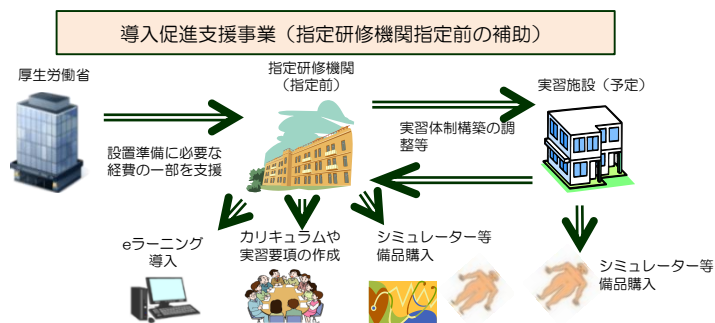 導入促進支援事業（指定研修機関指定前の補助）
厚生労働省
指定研修機関
（指定前）
実習施設（予定）
設置準備に必要な
経費の一部を支援
実習体制構築の調
整等
eラーニング
導入
カリキュラムや
実習要項の作成
シミュレーター等
備品購入
シミュレーター等
備品購入